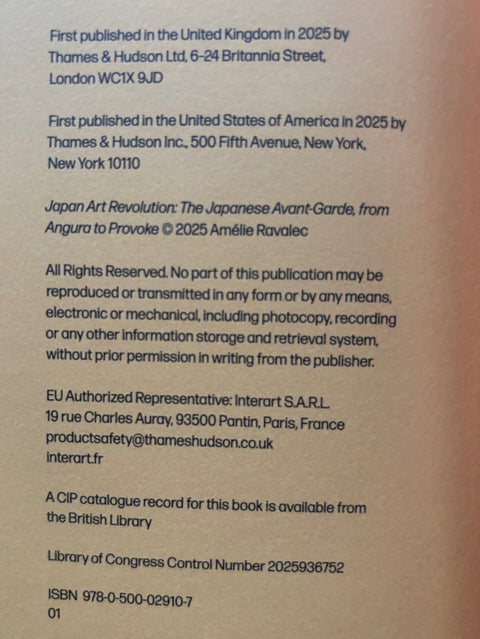 First published in the United Kingdom in 2025 by
Thames & Hudson Ltd, 6–24 Britannia Street,
London WC1X 9JD
First published in the United States of America in 2025 by
Thames & Hudson Inc., 500 Fifth Avenue, New York,
New York 10110
Japan Art Revolution: The Japanese Avant-Garde, from
Angura to Provoke © 2025 Amélie Ravalec
All Rights Reserved. No part of this publication may be
reproduced or transmitted in any form or by any means,
electronic or mechanical, including photocopy, recording
or any other information storage and retrieval system,
without prior permission in writing from the publisher.
EU Authorized Representative: Interart S.A.R.L.
19 rue Charles Auray, 93500 Pantin, Paris, France
productsafety@thameshudson.co.uk
interart.fr
A CIP catalogue record for this book is available from
the British Library
Library of Congress Control Number 2025936752
ISBN 978-0-500-02910-7
01